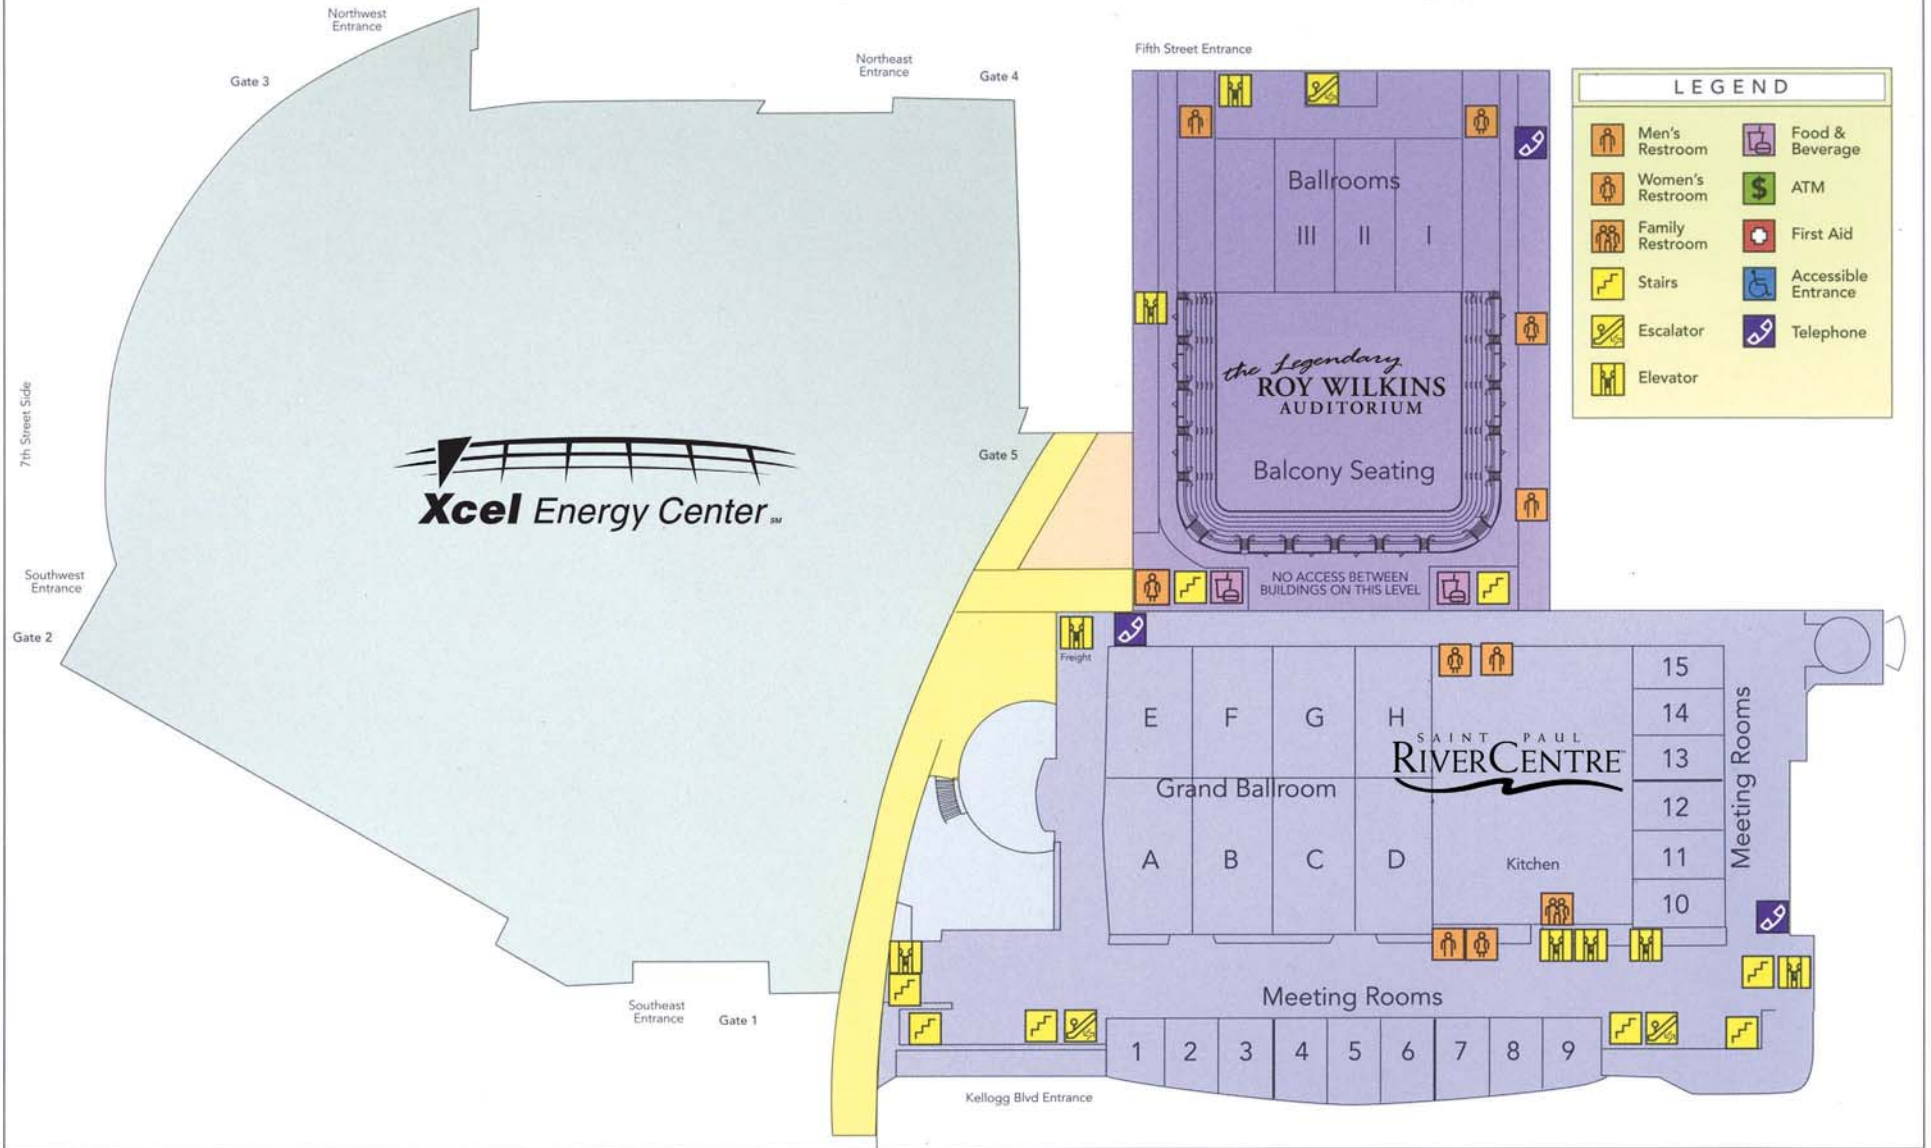 Northwest
Entrance
Gate 3
Northeast
Entrance
Gate 4
Fifth Street Entrance
LEGEND
Men's
Restroom
Food &
Beverage
Women's
Restroom
$
ATM
Family
Restroom
First Aid
Stairs
Accessible
Entrance
Escalator
Telephone
Elevator
Ballrooms
III
II
I
the Legendary
ROY WILKINS
AUDITORIUM
Balcony Seating
7th Street Side
Xcel Energy Center SM
Gate 5
Southwest
Entrance
Gate 2
NO ACCESS BETWEEN
BUILDINGS ON THIS LEVEL
Freight
E
F
G
H
SAINT PAUL
RIVERCENTRE
Grand Ballroom
A
B
C
D
Kitchen
15
14
13
12
11
10
Meeting Rooms
Meeting Rooms
Southeast
Entrance
Gate 1
1
2
3
4
5
6
7
8
9
Kellogg Blvd Entrance